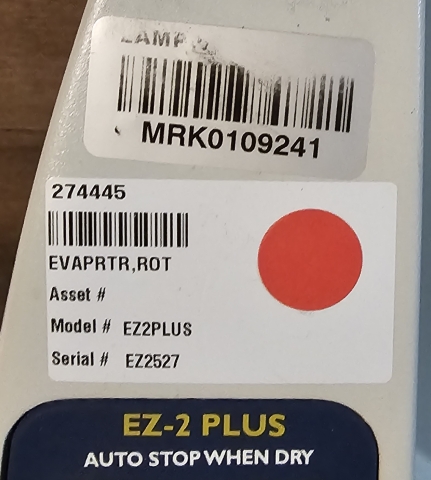 MRK0109241
274445
EVAPRTR,ROT
Asset #
Model # EZ2PLUS
Serial # EZ2527
EZ-2 PLUS
AUTO STOP WHEN DRY